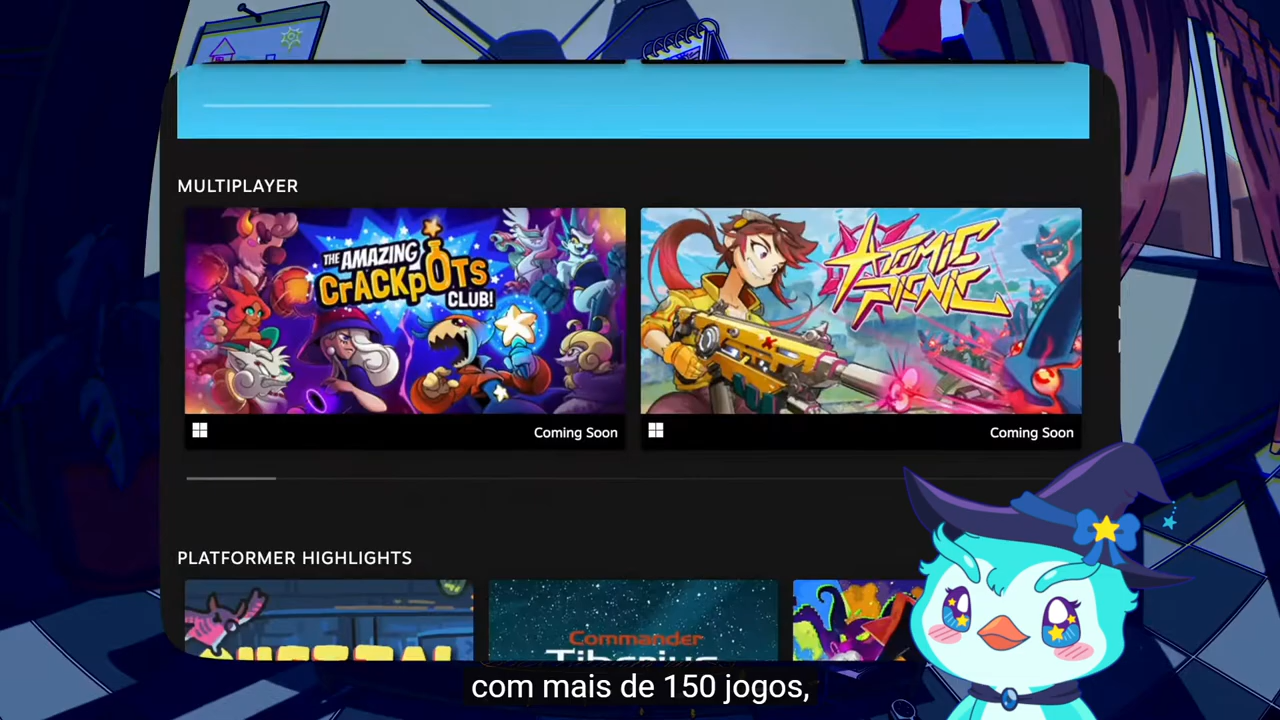 MULTIPLAYER
THE AMAZING
CRACKPOTS
CLUB!
ATOMIC
PICNIC
Coming Soon
Coming Soon
PLATFORMER HIGHLIGHTS
Commander
Tiberius
com mais de 150 jogos,